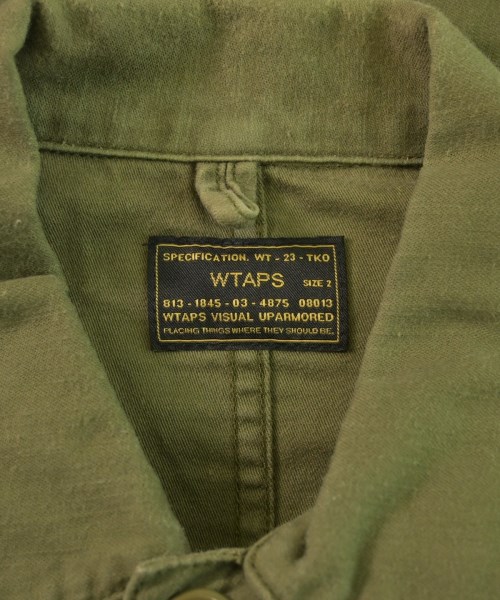 SPECIFICATION. WT - 23 - TKO
WTAPS SIZE 2
813 - 1845 - 03 - 4875 08013
WTAPS VISUAL UPARMORED
PLACING THINGS WHERE THEY SHOULD BE.